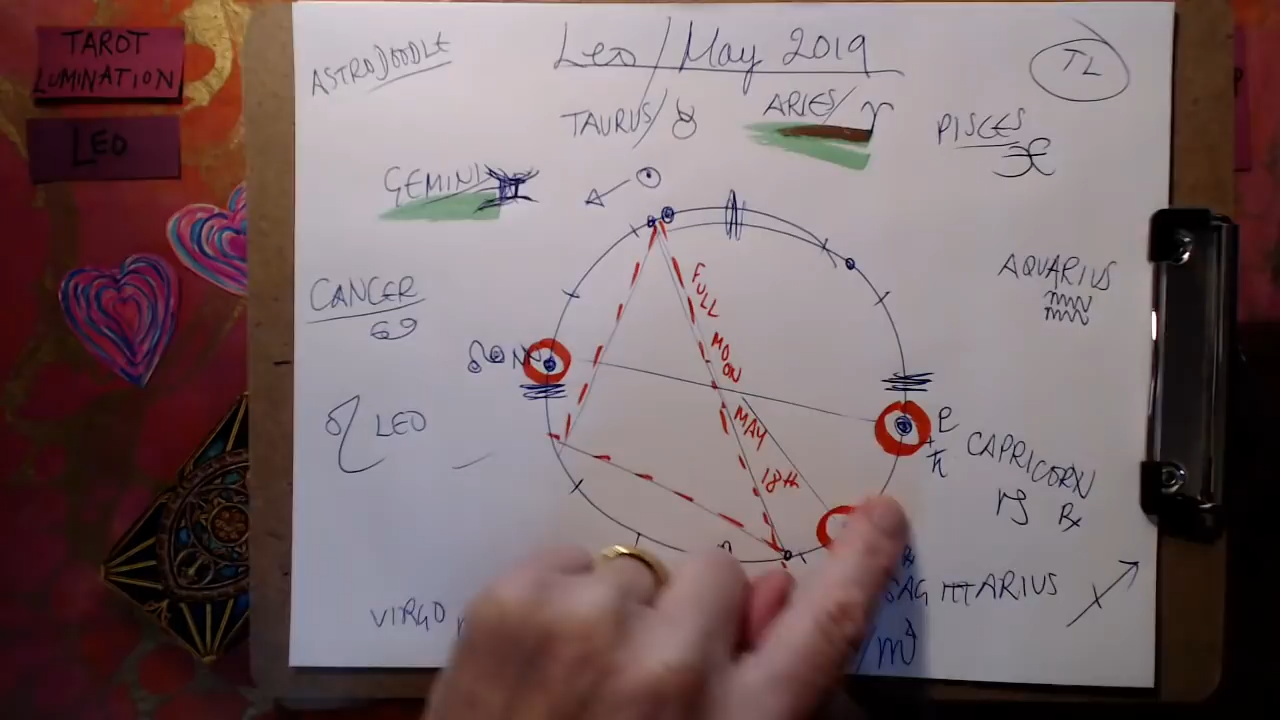 TAROT
LUMINATION
LEO
ASTRODOODLE
Leo / May 2019
TL
TAURUS / ♉
ARIES / ♈
PISCES
♓
GEMINI ♊
CANCER
♋
AQUARIUS
♒
FULL
MOON
MAY
18th
♌ LEO
P
+
♄
CAPRICORN
♑ ℞
SAGITTARIUS ♐
VIRGO